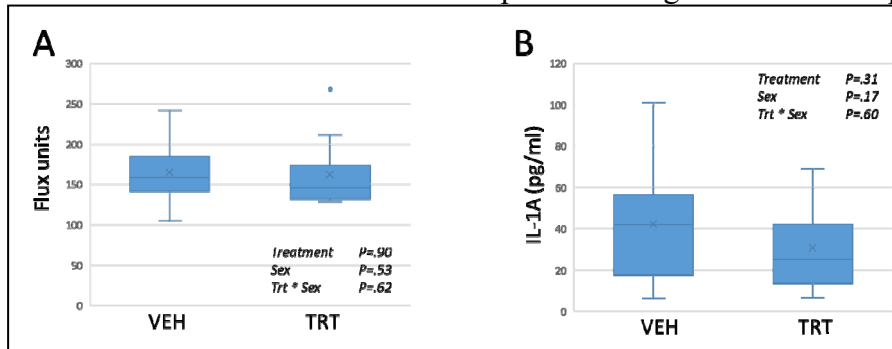 A
300
250
200
150
100
50
0
Flux units
Treatment P=.90
Sex P=.53
Trt * Sex P=.62
VEH TRT
B
120
100
80
60
40
20
0
IL-1A (pg/ml)
Treatment P=.31
Sex P=.17
Trt * Sex P=.60
VEH TRT